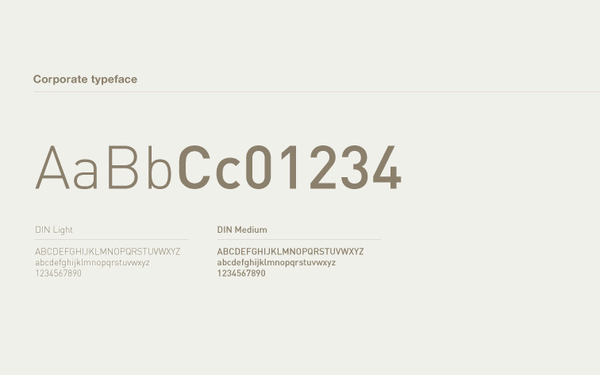 Corporate typeface
AaBbCc01234
DIN Light
ABCDEFGHIJKLMNOPQRSTUVWXYZ
abcdefghijklmnopqrstuvwxyz
1234567890
DIN Medium
ABCDEFGHIJKLMNOPQRSTUVWXYZ
abcdefghijklmnopqrstuvwxyz
1234567890